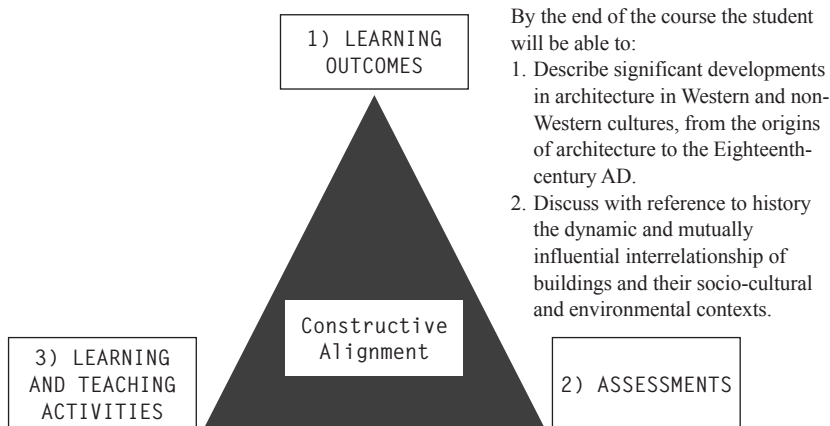 1) LEARNING
OUTCOMES
By the end of the course the student
will be able to:
1. Describe significant developments
in architecture in Western and non-
Western cultures, from the origins
of architecture to the Eighteenth-
century AD.
2. Discuss with reference to history
the dynamic and mutually
influential interrelationship of
buildings and their socio-cultural
and environmental contexts.
Constructive
Alignment
3) LEARNING
AND TEACHING
ACTIVITIES
2) ASSESSMENTS